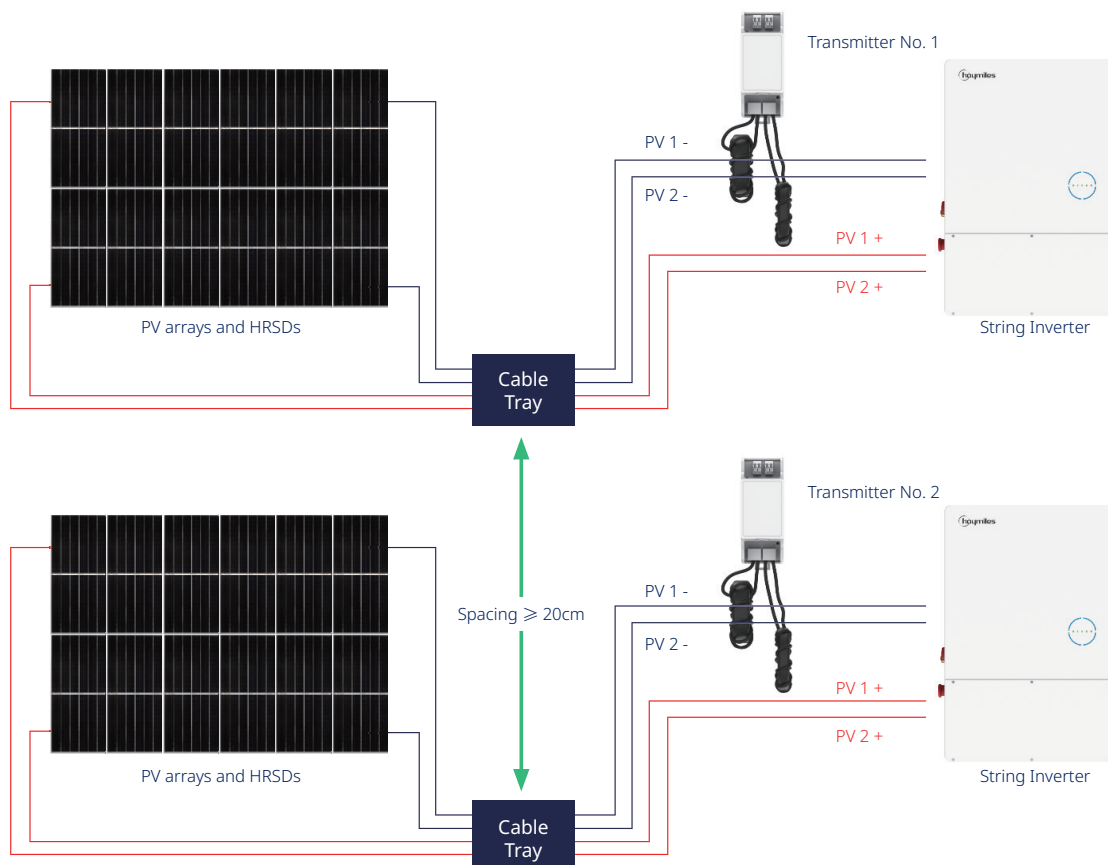 Transmitter No. 1
hoymiles
PV 1 -
PV 2 -
PV 1 +
PV 2 +
PV arrays and HRSDs
String Inverter
Cable
Tray
Transmitter No. 2
hoymiles
PV 1 -
Spacing ⩾ 20cm
PV 2 -
PV 1 +
PV 2 +
PV arrays and HRSDs
String Inverter
Cable
Tray